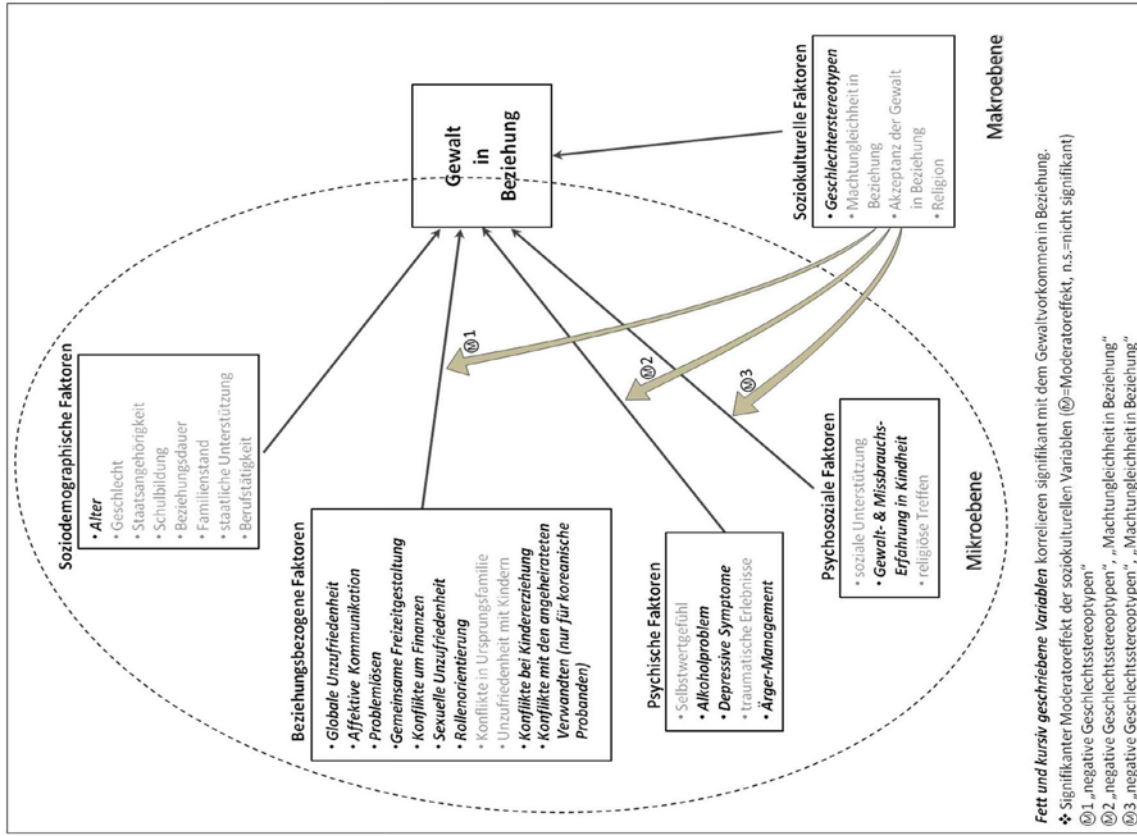 Soziodemographische Faktoren
• Alter
• Geschlecht
• Staatsangehörigkeit
• Schulbildung
• Beziehungsdauer
• Familienstand
• staatliche Unterstützung
• Berufstätigkeit
Beziehungsbezogene Faktoren
• Globale Unzufriedenheit
• Affektive Kommunikation
• Problemlösen
• Gemeinsame Freizeitgestaltung
• Konflikte um Finanzen
• Sexuelle Unzufriedenheit
• Rollenorientierung
• Konflikte in Ursprungsfamilie
• Unzufriedenheit mit Kindern
• Konflikte bei Kindererziehung
• Konflikte mit den angeheirateten
Verwandten (nur für koreanische
Probanden)
Psychische Faktoren
• Selbstwertgefühl
• Alkoholproblem
• Depressive Symptome
• traumatische Erlebnisse
• Ärger-Management
Psychosoziale Faktoren
• soziale Unterstützung
• Gewalt- & Missbrauchs-
Erfahrung in Kindheit
• religiöse Treffen
Mikroebene
Gewalt
in
Beziehung
Ⓜ1
Ⓜ2
Ⓜ3
Soziokulturelle Faktoren
• Geschlechterstereotypen
• Machtungleichheit in
Beziehung
• Akzeptanz der Gewalt
in Beziehung
• Religion
Makroebene
Fett und kursiv geschriebene Variablen korrelieren signifikant mit dem Gewaltvorkommen in Beziehung.
❖ Signifikanter Moderatoreffekt der soziokulturellen Variablen (Ⓜ=Moderatoreffekt, n.s.=nicht signifikant)
Ⓜ1 „negative Geschlechtsstereoptypen“
Ⓜ2 „negative Geschlechtsstereoptypen“, „Machtungleichheit in Beziehung“
Ⓜ3 „negative Geschlechtsstereoptypen“, „Machtungleichheit in Beziehung“